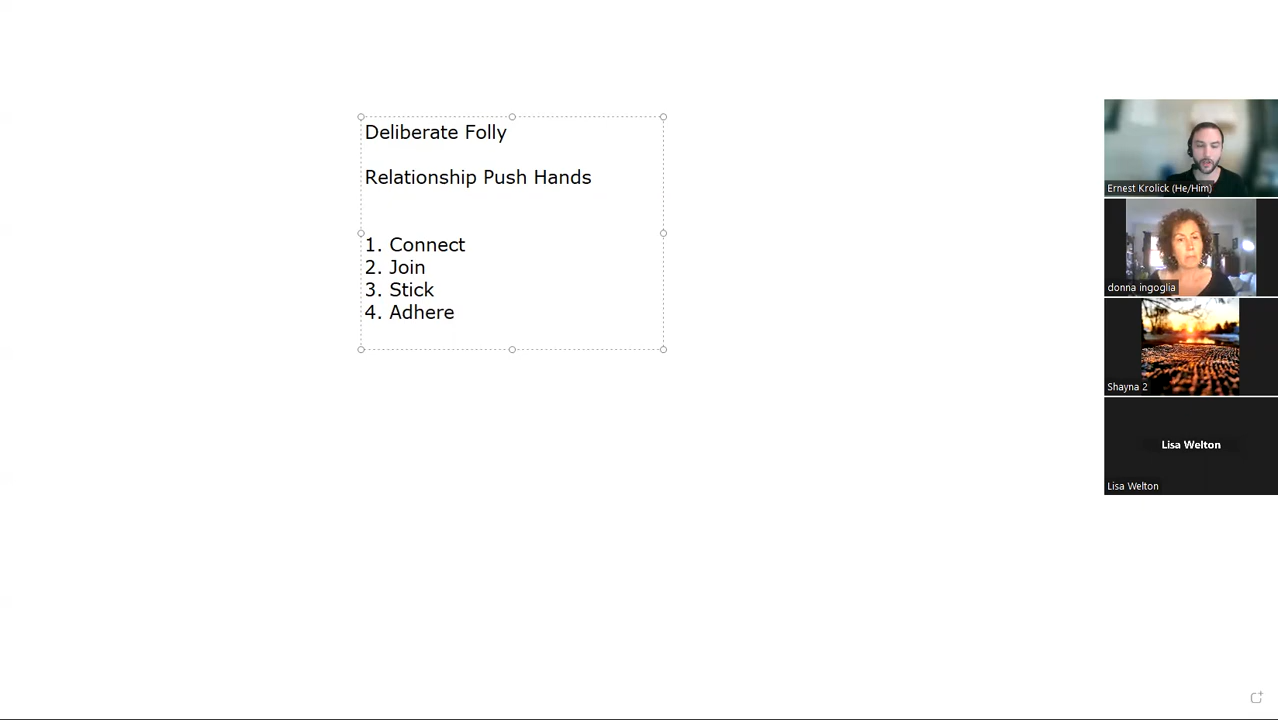 Deliberate Folly
Relationship Push Hands
1. Connect
2. Join
3. Stick
4. Adhere
Ernest Krolick (He/Him)
donna ingoglia
Shayna 2
Lisa Welton
Lisa Welton